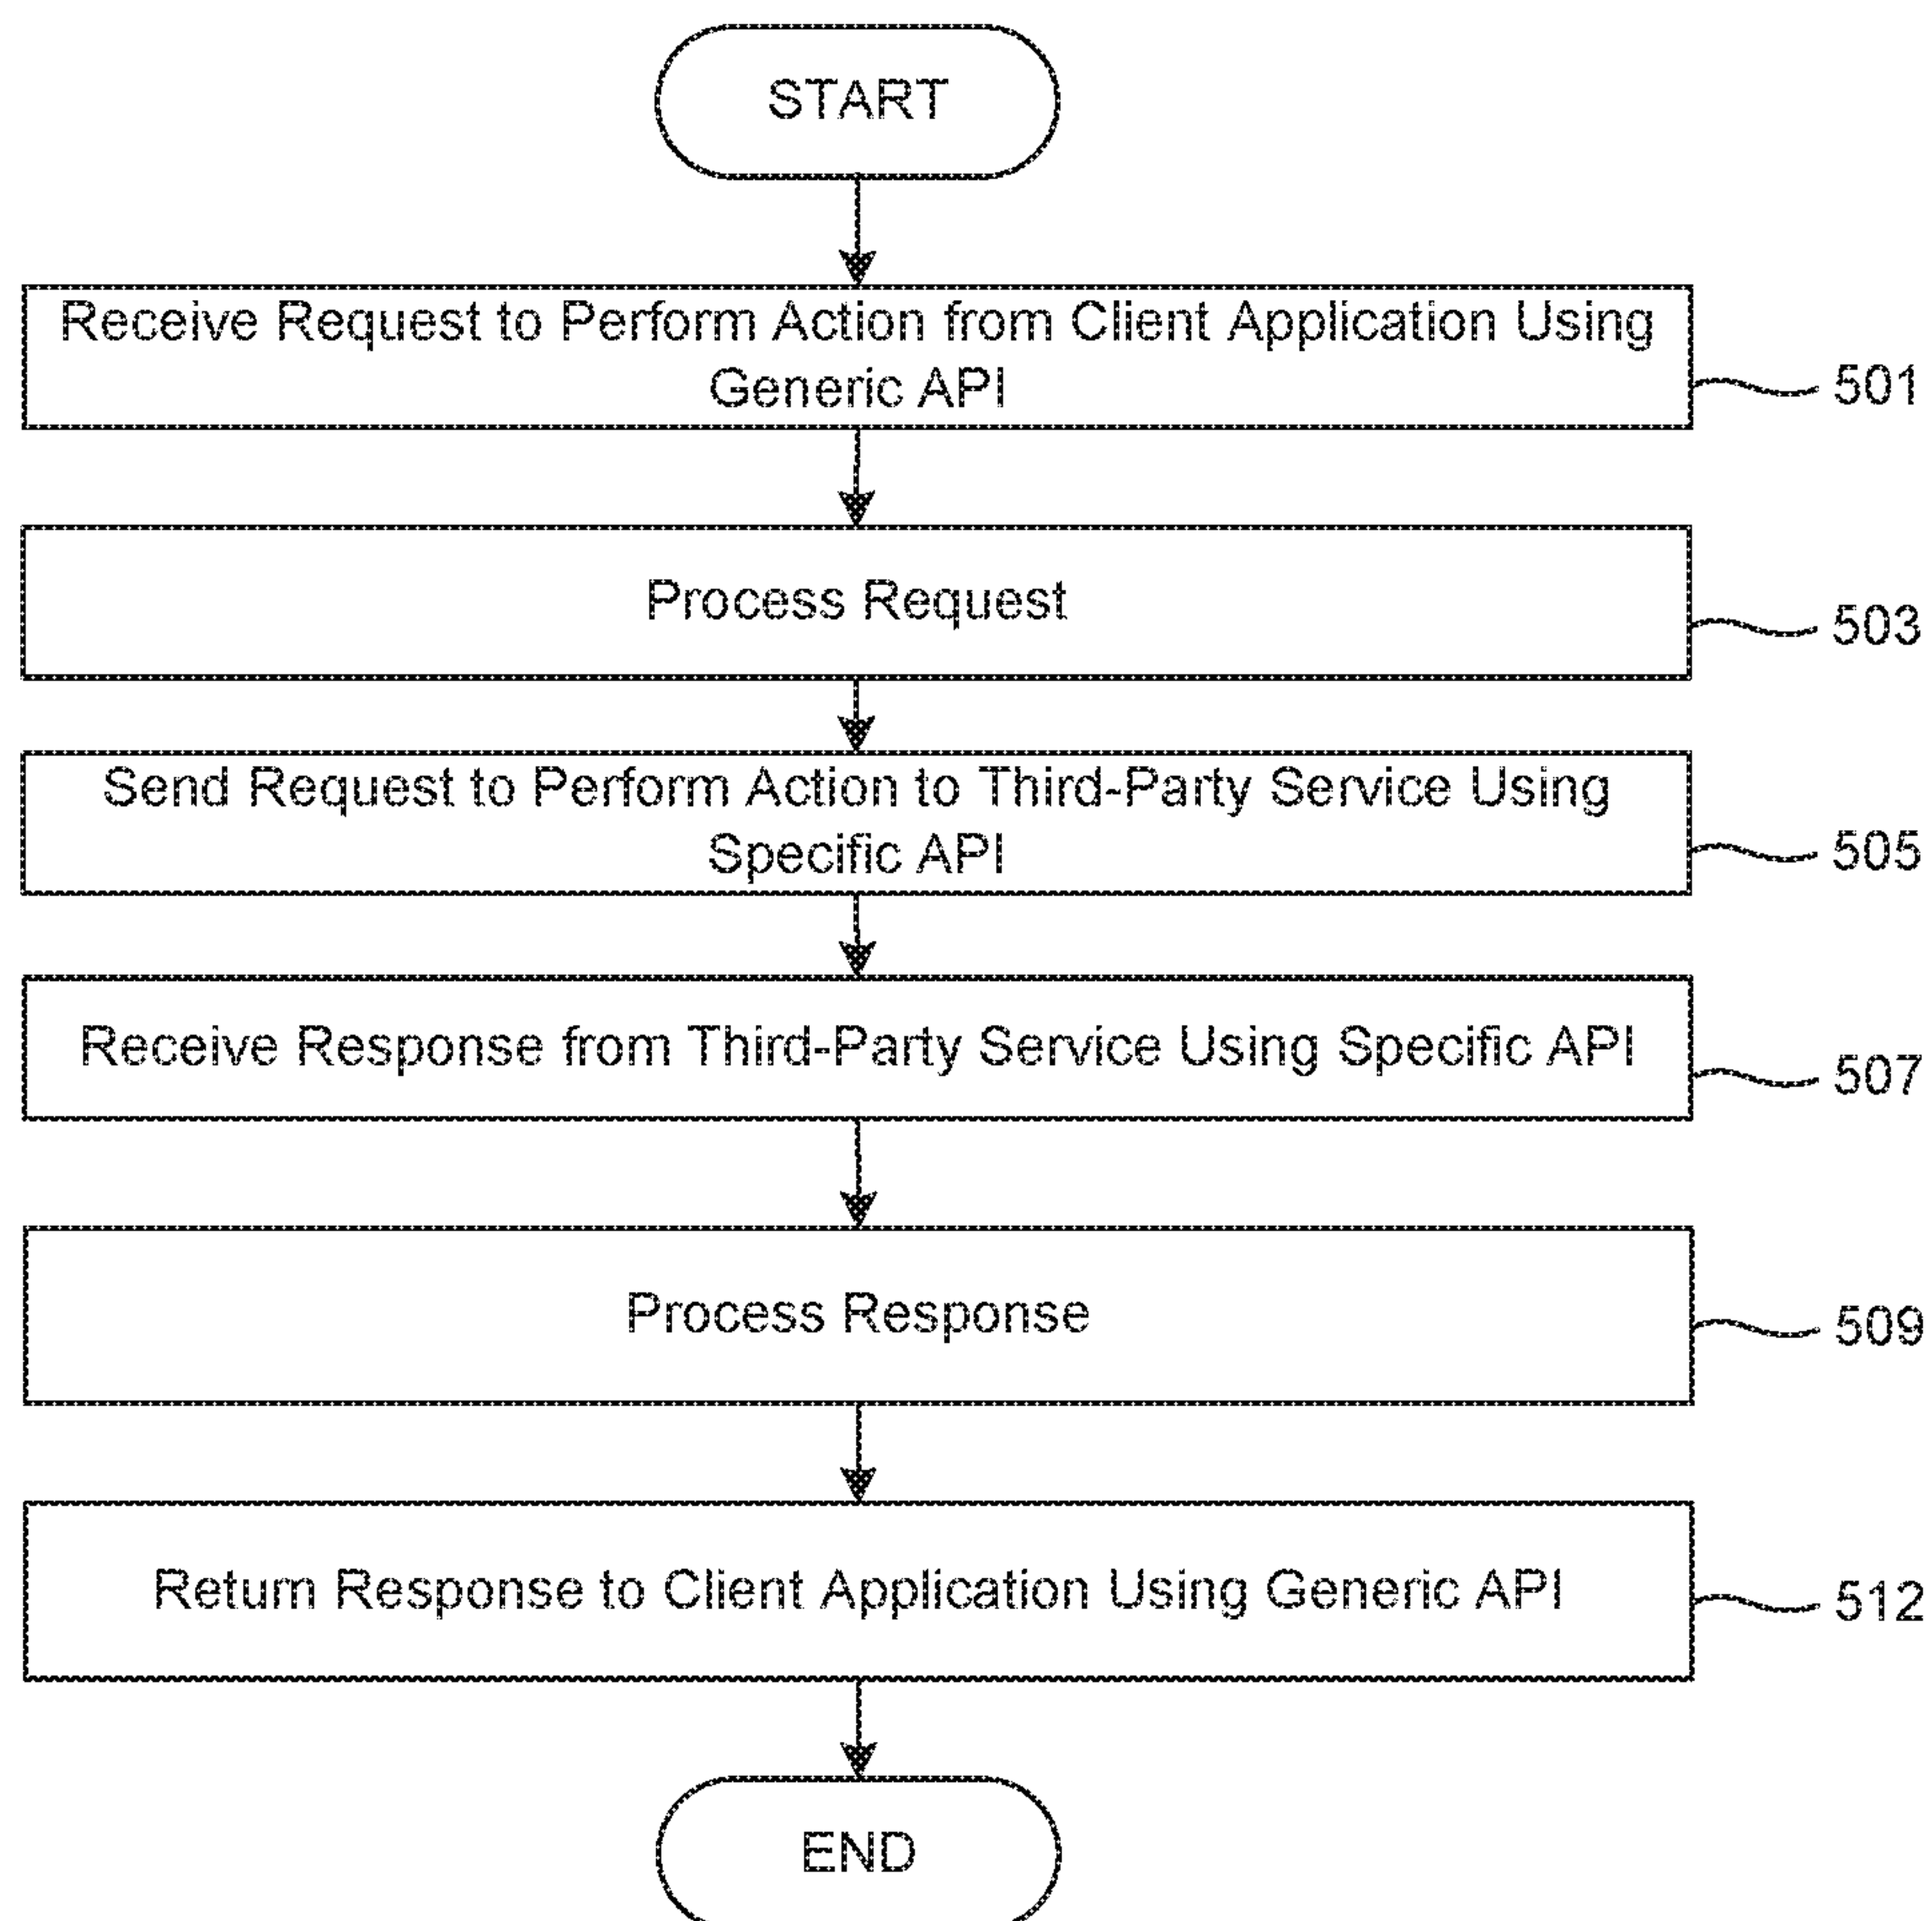 START
Receive Request to Perform Action from Client Application Using
Generic API
501
Process Request
503
Send Request to Perform Action to Third-Party Service Using
Specific API
505
Receive Response from Third-Party Service Using Specific API
507
Process Response
509
Return Response to Client Application Using Generic API
512
END